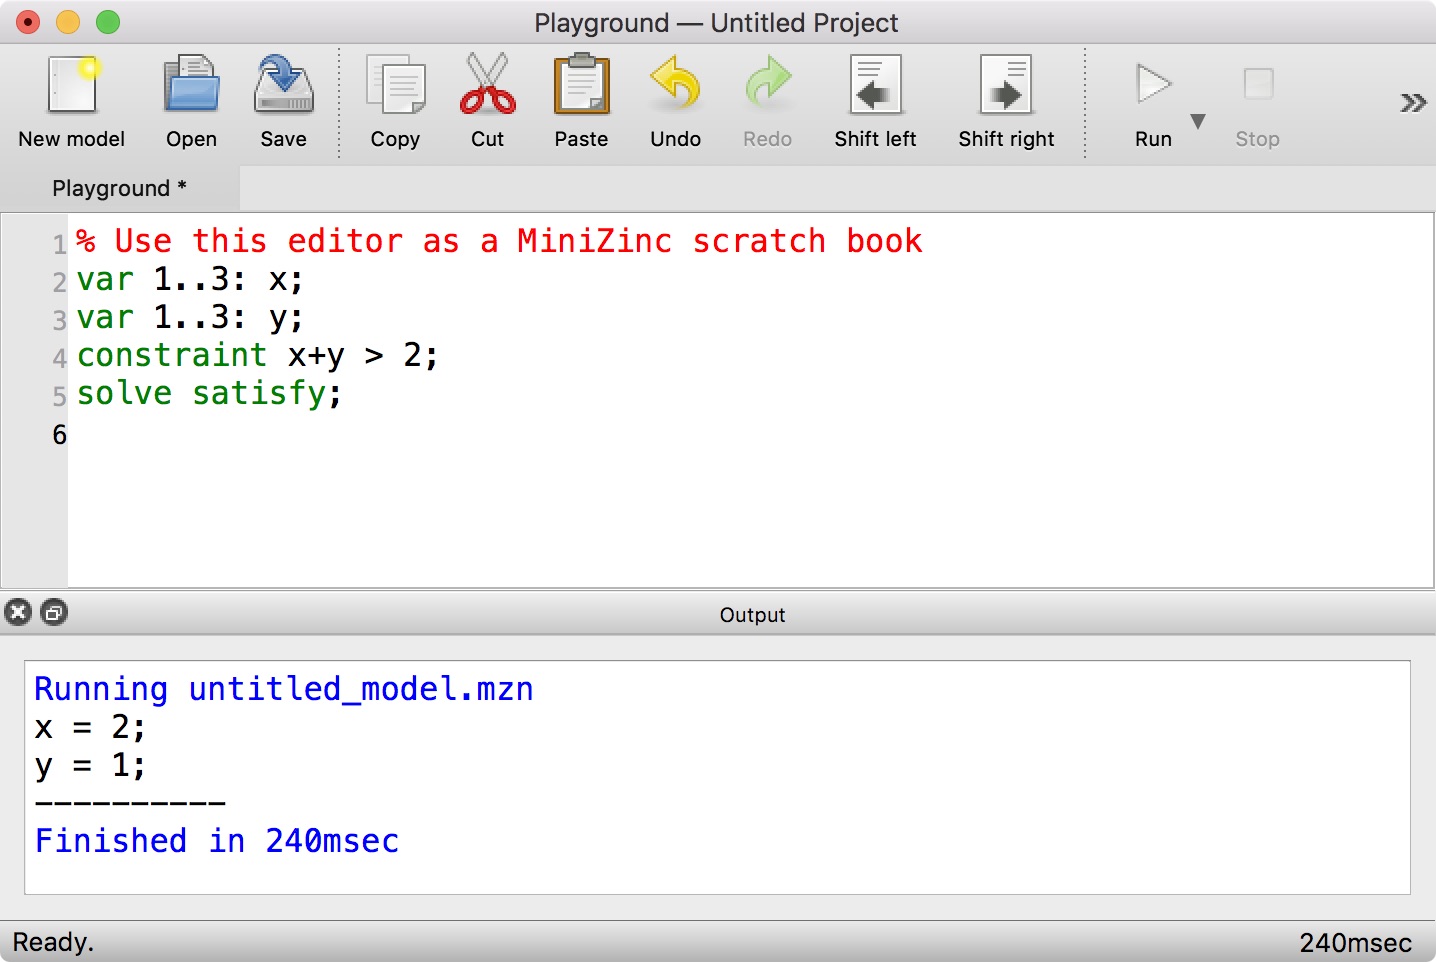 Playground — Untitled Project
New model Open Save Copy Cut Paste Undo Redo Shift left Shift right Run Stop
Playground *
1 % Use this editor as a MiniZinc scratch book
2 var 1..3: x;
3 var 1..3: y;
4 constraint x+y > 2;
5 solve satisfy;
6
Output
Running untitled_model.mzn
x = 2;
y = 1;
----------
Finished in 240msec
Ready. 240msec